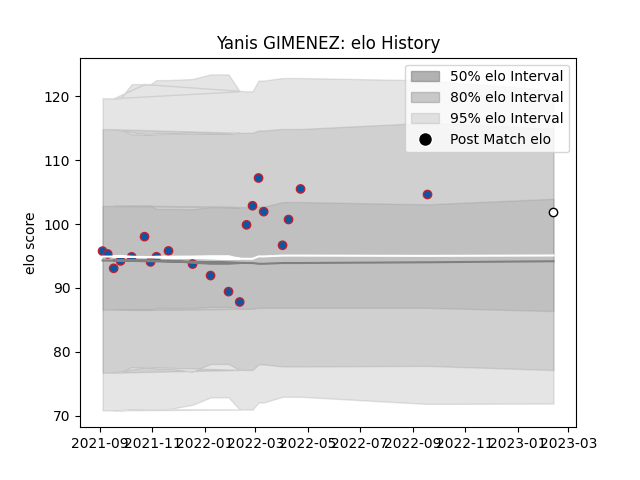 Yanis GIMENEZ: elo History
50% elo Interval
80% elo Interval
95% elo Interval
Post Match elo
elo score
120
110
100
90
80
70
2021-09 2021-11 2022-01 2022-03 2022-05 2022-07 2022-09 2022-11 2023-01 2023-03